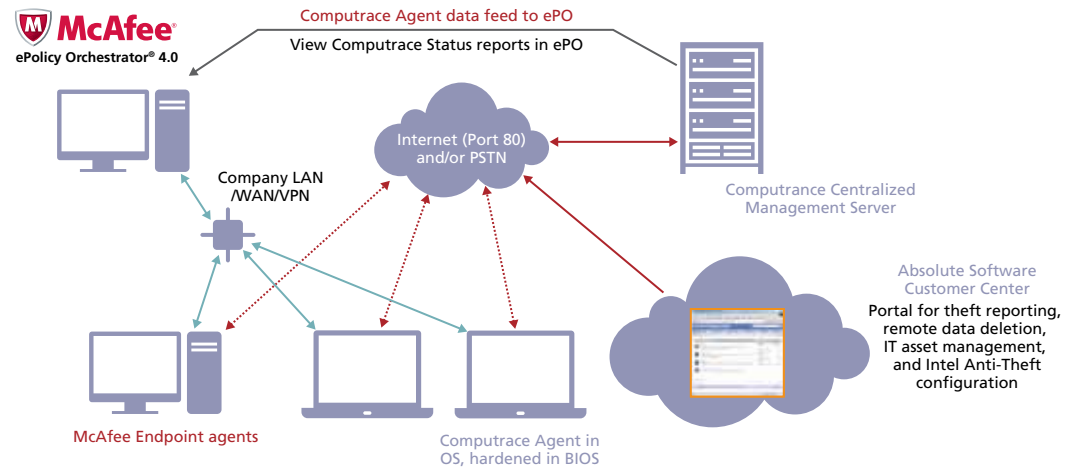 McAfee®
ePolicy Orchestrator® 4.0
Computrace Agent data feed to ePO
View Computrace Status reports in ePO
Internet (Port 80)
and/or PSTN
Company LAN
/WAN/VPN
Computrance Centralized
Management Server
Absolute Software
Customer Center
Portal for theft reporting,
remote data deletion,
IT asset management,
and Intel Anti-Theft
configuration
McAfee Endpoint agents
Computrace Agent in
OS, hardened in BIOS